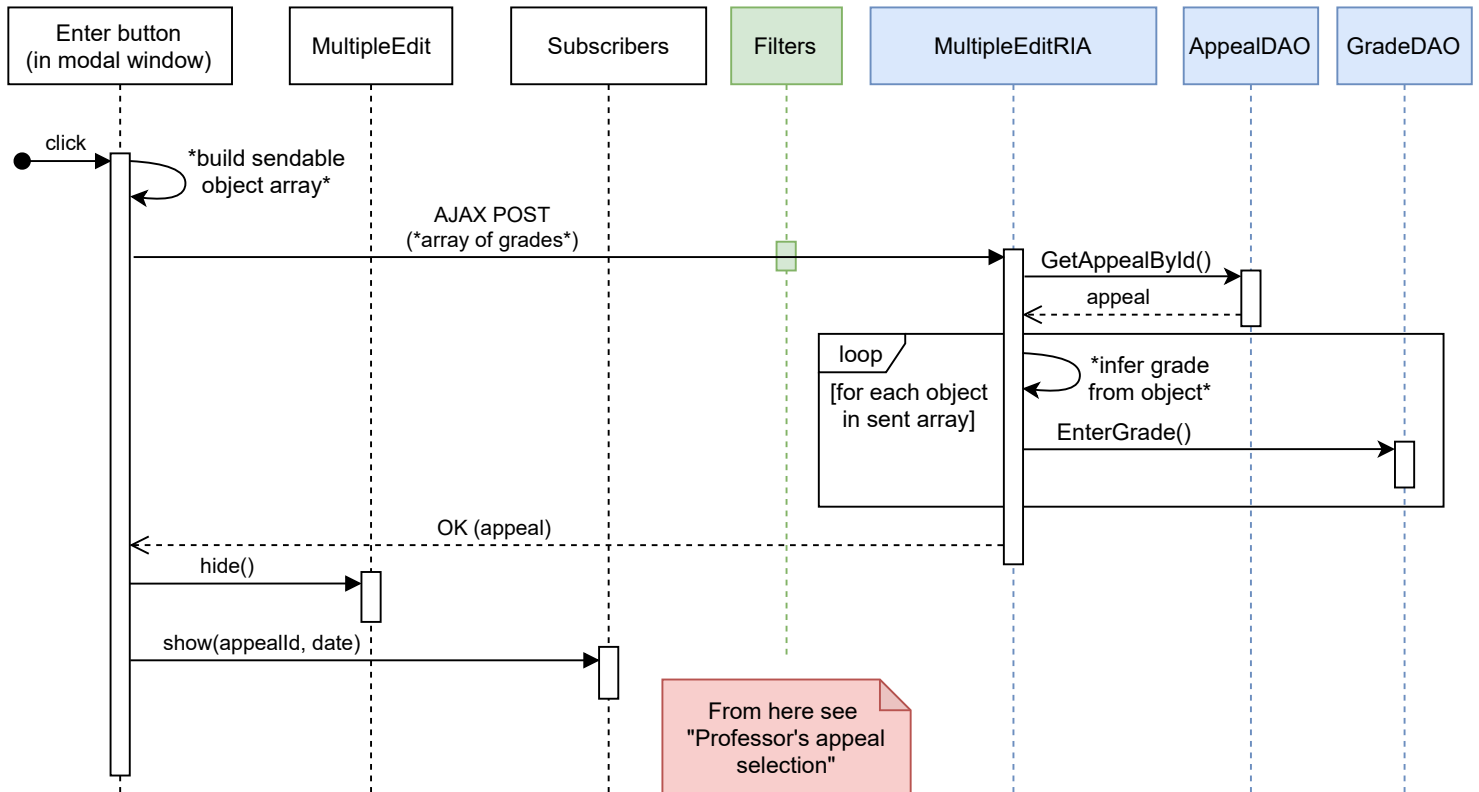 Enter button
(in modal window)
MultipleEdit
Subscribers
Filters
MultipleEditRIA
AppealDAO
GradeDAO
click
*build sendable
object array*
AJAX POST
(*array of grades*)
GetAppealById()
appeal
loop
[for each object
in sent array]
*infer grade
from object*
EnterGrade()
OK (appeal)
hide()
show(appealId, date)
From here see
"Professor's appeal
selection"